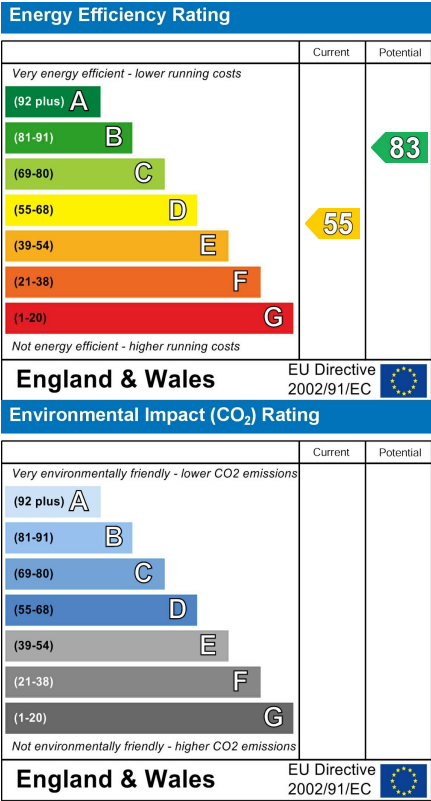 Energy Efficiency Rating
Current Potential
Very energy efficient - lower running costs
(92 plus) A
(81-91) B
83
(69-80) C
(55-68) D
55
(39-54) E
(21-38) F
(1-20) G
Not energy efficient - higher running costs
England & Wales
EU Directive
2002/91/EC
Environmental Impact (CO₂) Rating
Current Potential
Very environmentally friendly - lower CO2 emissions
(92 plus) A
(81-91) B
(69-80) C
(55-68) D
(39-54) E
(21-38) F
(1-20) G
Not environmentally friendly - higher CO2 emissions
England & Wales
EU Directive
2002/91/EC